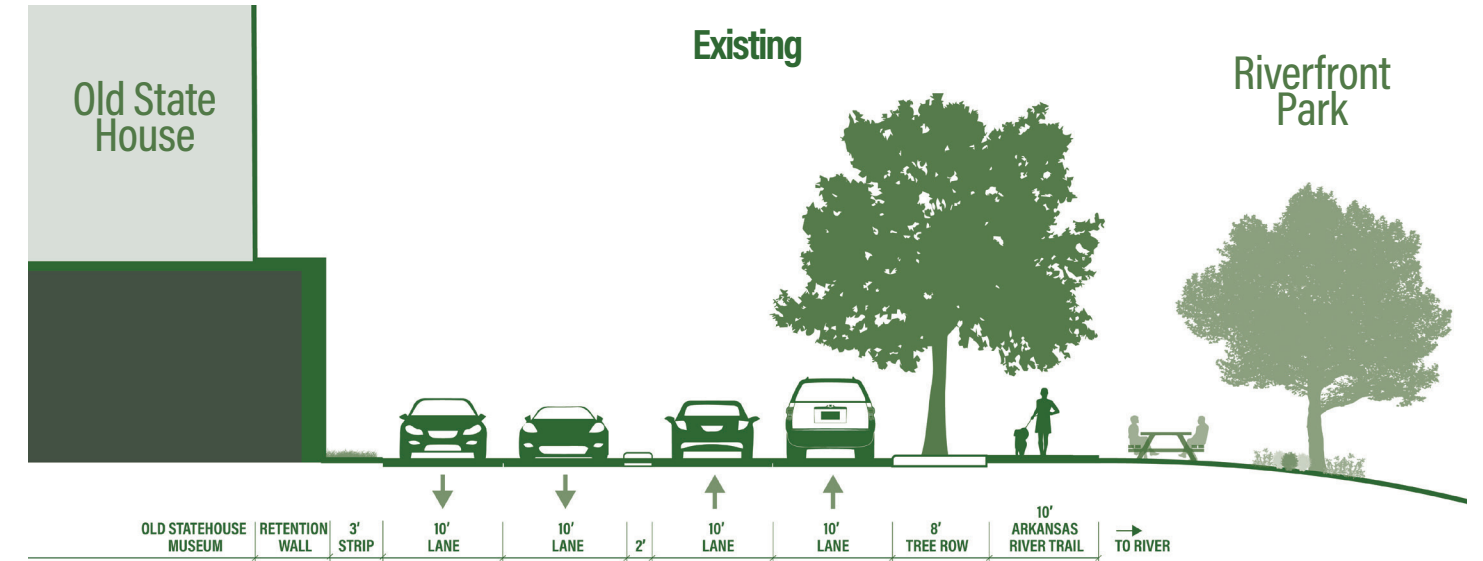 Existing
Old State
House
Riverfront
Park
OLD STATEHOUSE
MUSEUM
RETENTION
WALL
3'
STRIP
10'
LANE
10'
LANE
2'
10'
LANE
10'
LANE
8'
TREE ROW
10'
ARKANSAS
RIVER TRAIL
TO RIVER